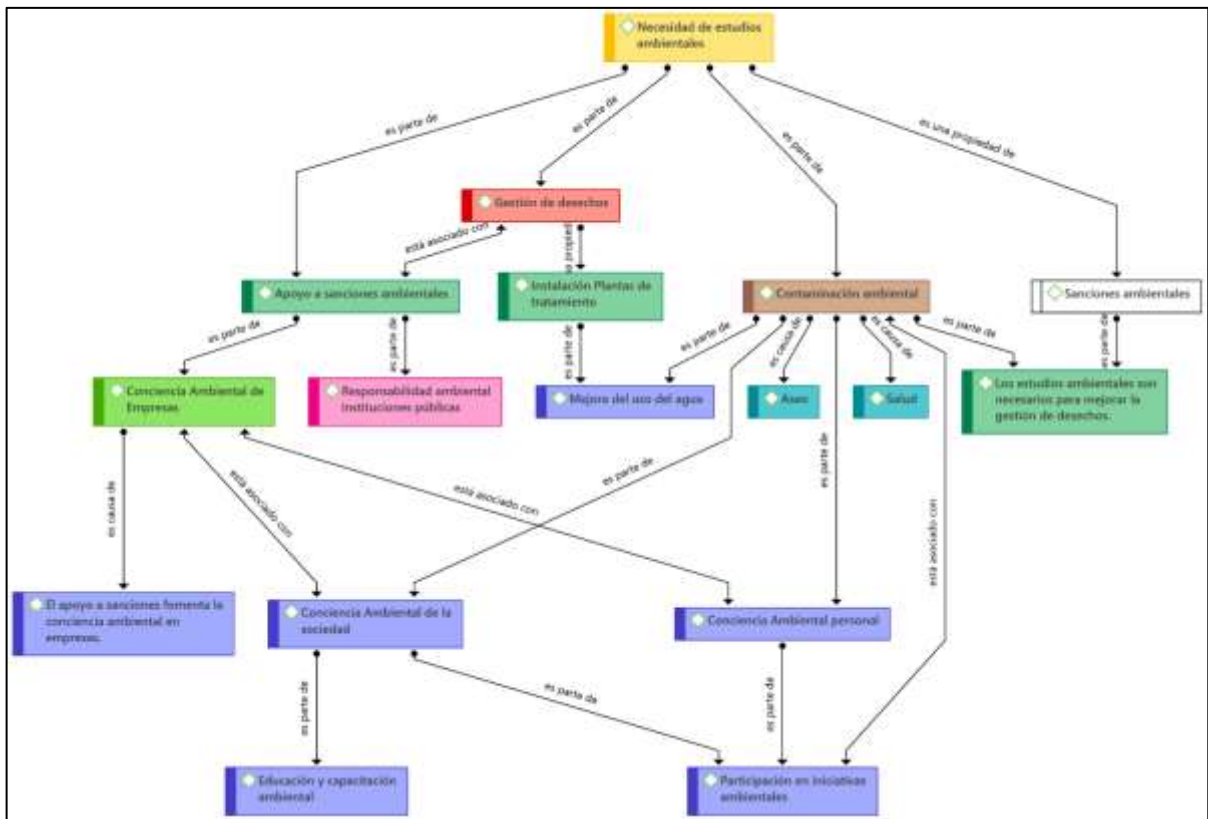 Necesidad de estudios
ambientales
es parte de
es parte de
es parte de
es una propiedad de
Gestión de desechos
está asociado con
Apoyo a sanciones ambientales
Instalación Plantas de
tratamiento
Contaminación ambiental
Sanciones ambientales
es parte de
es parte de
es parte de
es parte de
es causa de
es causa de
es parte de
es parte de
Conciencia Ambiental de
Empresas
Responsabilidad ambiental
Instituciones públicas
Mejora del uso del agua
Aseo
Salud
Los estudios ambientales son
necesarios para mejorar la
gestión de desechos.
es causa de
está asociado con
está asociado con
es parte de
es parte de
está asociado con
El apoyo a sanciones fomenta la
conciencia ambiental en
empresas.
Conciencia Ambiental de la
sociedad
Conciencia Ambiental personal
es parte de
es parte de
es parte de
Educación y capacitación
ambiental
Participación en iniciativas
ambientales